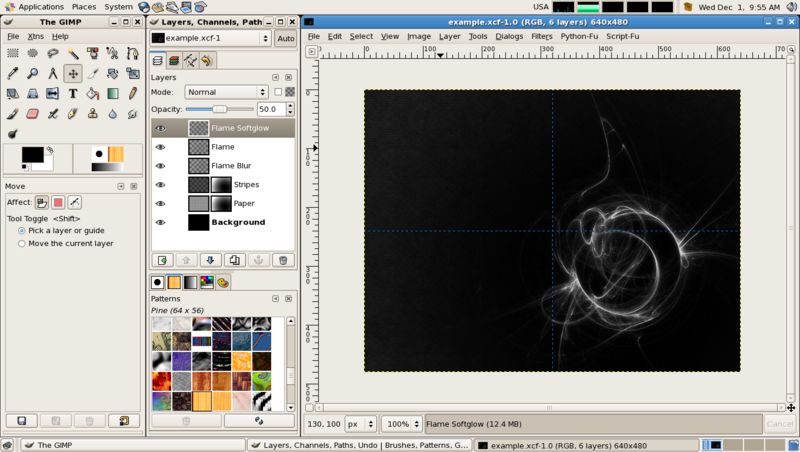 Applications Places System USA Wed Dec 1, 9:55 AM
The GIMP
File Xtns Help
Move
Affect:
Tool Toggle <Shift>
Pick a layer or guide
Move the current layer
Layers, Channels, Path
example.xcf-1 Auto
Layers
Mode: Normal
Opacity: 50.0
Flame Softglow
Flame
Flame Blur
Stripes
Paper
Background
Patterns
Pine (64 x 56)
example.xcf-1.0 (RGB, 6 layers) 640x480
File Edit Select View Image Layer Tools Dialogs Filters Python-Fu Script-Fu
0 100 200 300 400 500 600
0
100
200
300
400
130, 100 px 100% Flame Softglow (12.4 MB) Cancel
The GIMP Layers, Channels, Paths, Undo | Brushes, Patterns, G... example.xcf-1.0 (RGB, 6 layers) 640x480